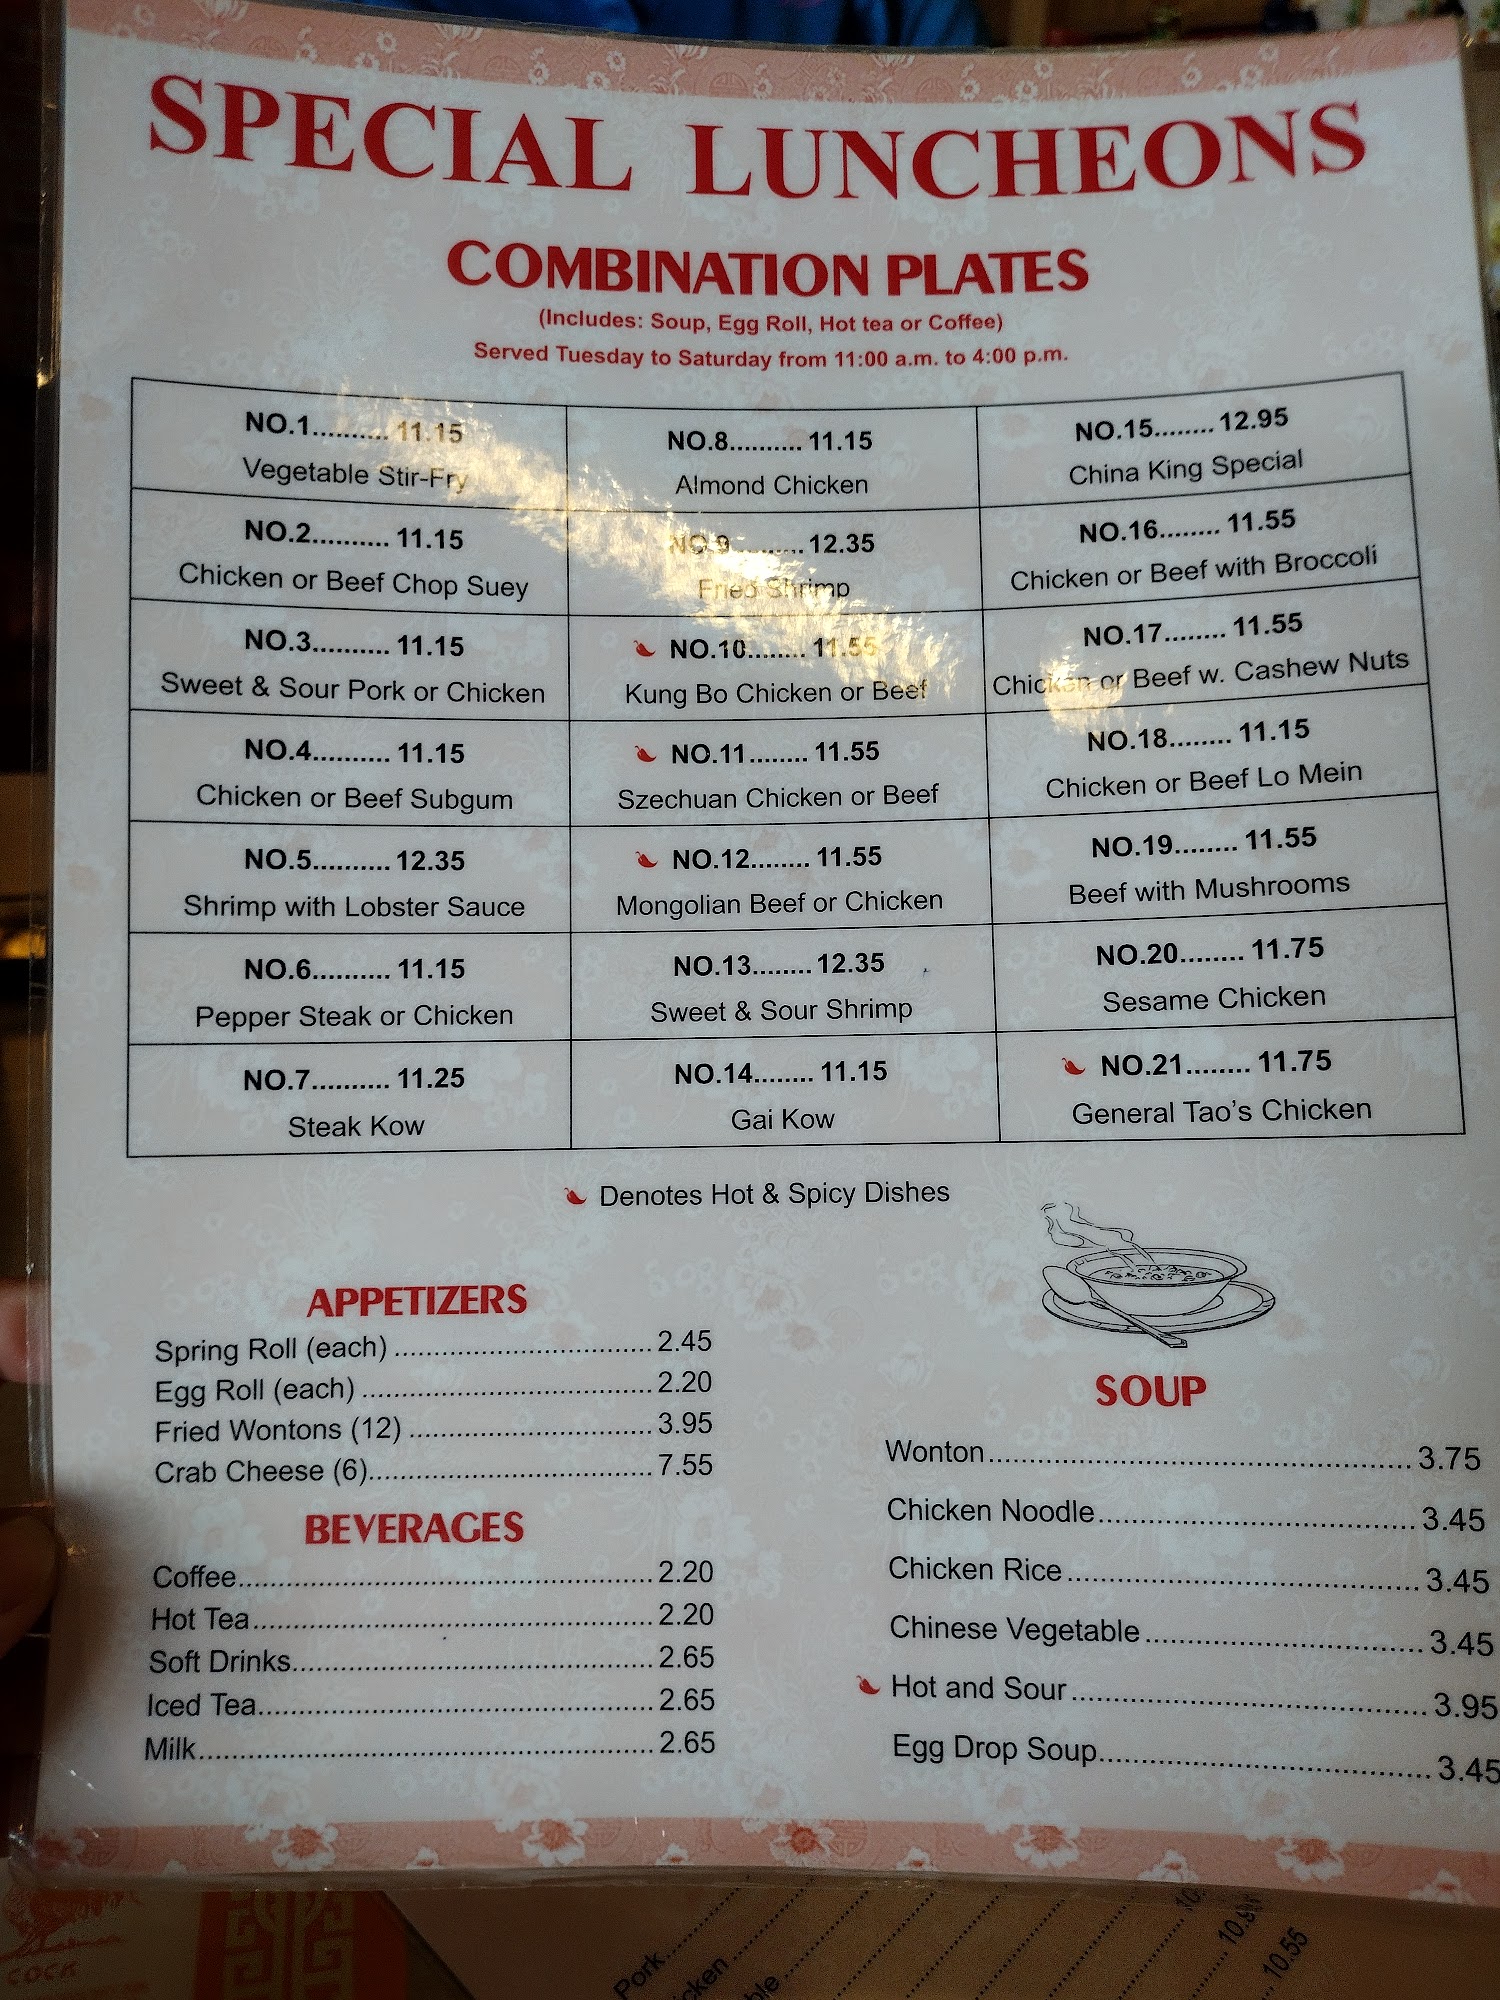 SPECIAL LUNCHEONS
COMBINATION PLATES
(Includes: Soup, Egg Roll, Hot tea or Coffee)
Served Tuesday to Saturday from 11:00 a.m. to 4:00 p.m.
NO.1.......... 11.15
Vegetable Stir-Fry
NO.2.......... 11.15
Chicken or Beef Chop Suey
NO.3.......... 11.15
Sweet & Sour Pork or Chicken
NO.4.......... 11.15
Chicken or Beef Subgum
NO.5.......... 12.35
Shrimp with Lobster Sauce
NO.6.......... 11.15
Pepper Steak or Chicken
NO.7.......... 11.25
Steak Kow
NO.8.......... 11.15
Almond Chicken
NO.9.......... 12.35
Fried Shrimp
NO.10........ 11.55
Kung Bo Chicken or Beef
NO.11........ 11.55
Szechuan Chicken or Beef
NO.12........ 11.55
Mongolian Beef or Chicken
NO.13........ 12.35
Sweet & Sour Shrimp
NO.14........ 11.15
Gai Kow
NO.15........ 12.95
China King Special
NO.16........ 11.55
Chicken or Beef with Broccoli
NO.17........ 11.55
Chicken or Beef w. Cashew Nuts
NO.18........ 11.15
Chicken or Beef Lo Mein
NO.19........ 11.55
Beef with Mushrooms
NO.20........ 11.75
Sesame Chicken
NO.21........ 11.75
General Tao's Chicken
Denotes Hot & Spicy Dishes
APPETIZERS
Spring Roll (each) ................................ 2.45
Egg Roll (each) .................................... 2.20
Fried Wontons (12) .............................. 3.95
Crab Cheese (6)................................... 7.55
BEVERAGES
Coffee.................................................... 2.20
Hot Tea.................................................. 2.20
Soft Drinks............................................. 2.65
Iced Tea................................................. 2.65
Milk......................................................... 2.65
SOUP
Wonton..................................................... 3.75
Chicken Noodle........................................ 3.45
Chicken Rice............................................ 3.45
Chinese Vegetable................................... 3.45
Hot and Sour............................................. 3.95
Egg Drop Soup......................................... 3.45
COCK
Pork
10.55